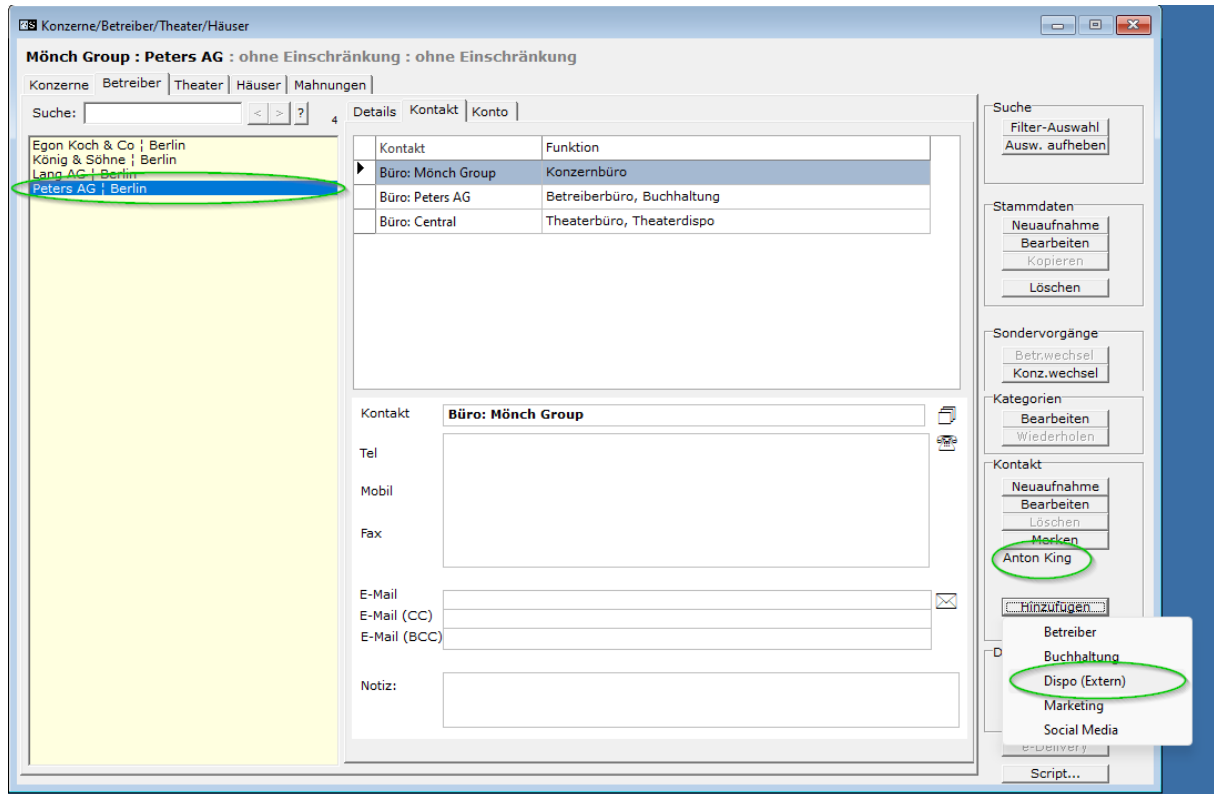 Konzerne/Betreiber/Theater/Häuser
Mönch Group : Peters AG : ohne Einschränkung : ohne Einschränkung
Konzerne Betreiber Theater Häuser Mahnungen
Suche: < > ? 4
Egon Koch & Co ¦ Berlin
König & Söhne ¦ Berlin
Lang AG ¦ Berlin
Peters AG ¦ Berlin
Details Kontakt Konto
Kontakt Funktion
Büro: Mönch Group Konzernbüro
Büro: Peters AG Betreiberbüro, Buchhaltung
Büro: Central Theaterbüro, Theaterdispo
Kontakt Büro: Mönch Group
Tel
Mobil
Fax
E-Mail
E-Mail (CC)
E-Mail (BCC)
Notiz:
Suche
Filter-Auswahl
Ausw. aufheben
Stammdaten
Neuaufnahme
Bearbeiten
Kopieren
Löschen
Sondervorgänge
Betr.wechsel
Konz.wechsel
Kategorien
Bearbeiten
Wiederholen
Kontakt
Neuaufnahme
Bearbeiten
Löschen
Merken
Anton King
Hinzufügen
Betreiber
D
Buchhaltung
Dispo (Extern)
Marketing
Social Media
e-Delivery
Script...